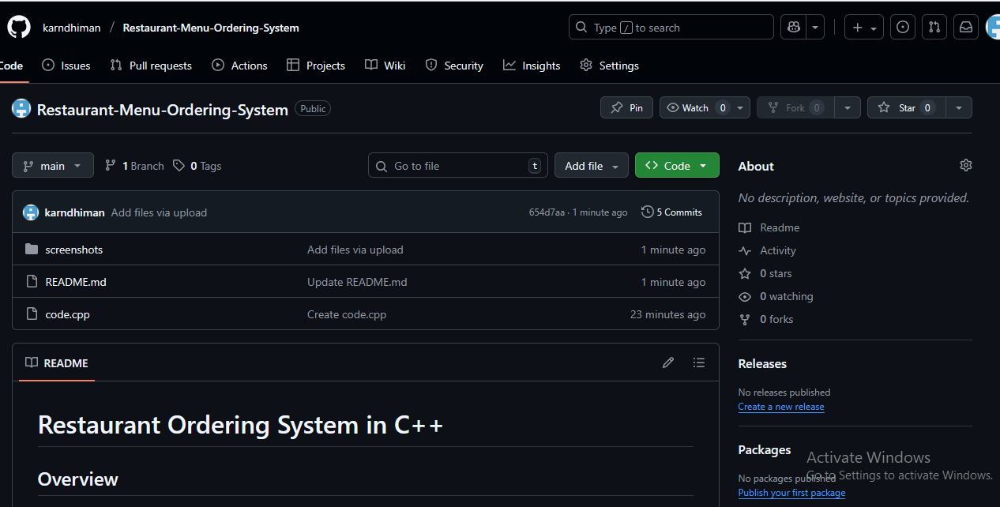 karndhiman / Restaurant-Menu-Ordering-System
Type / to search
Code Issues Pull requests Actions Projects Wiki Security Insights Settings
Restaurant-Menu-Ordering-System Public
Pin Watch 0 Fork 0 Star 0
main 1 Branch 0 Tags
Go to file t Add file Code
karndhiman Add files via upload 654d7aa · 1 minute ago 5 Commits
screenshots Add files via upload 1 minute ago
README.md Update README.md 1 minute ago
code.cpp Create code.cpp 23 minutes ago
README
Restaurant Ordering System in C++
Overview
About
No description, website, or topics provided.
Readme
Activity
0 stars
0 watching
0 forks
Releases
No releases published
Create a new release
Packages
No packages published
Publish your first package
Activate Windows
Go to Settings to activate Windows.